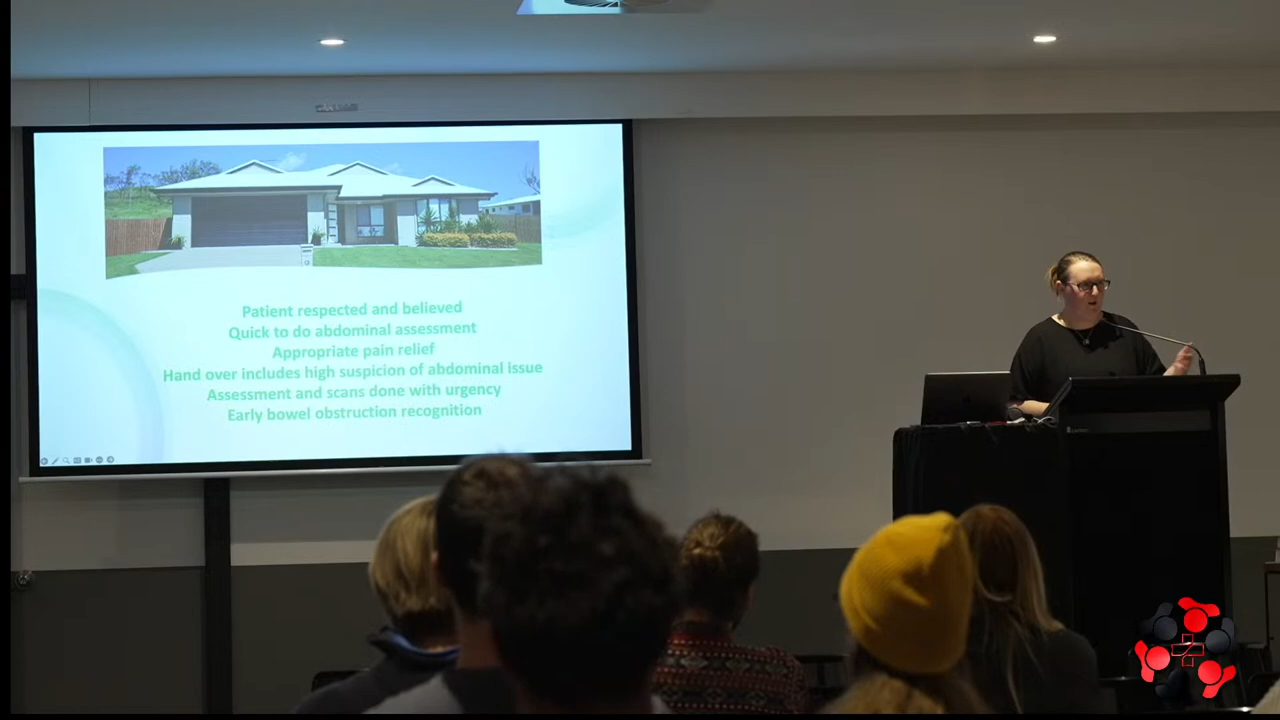 Patient respected and believed
Quick to do abdominal assessment
Appropriate pain relief
Hand over includes high suspicion of abdominal issue
Assessment and scans done with urgency
Early bowel obstruction recognition